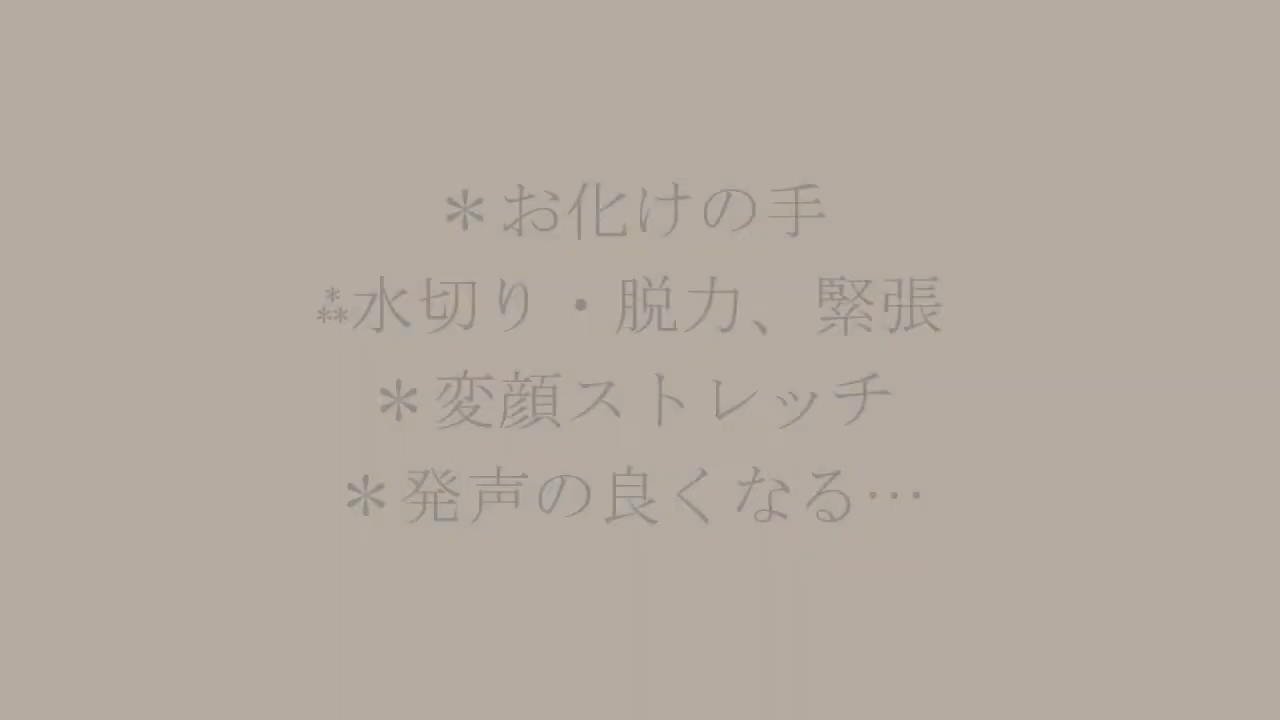 ＊お化けの手
⁂水切り・脱力、緊張
＊変顔ストレッチ
＊発声の良くなる…